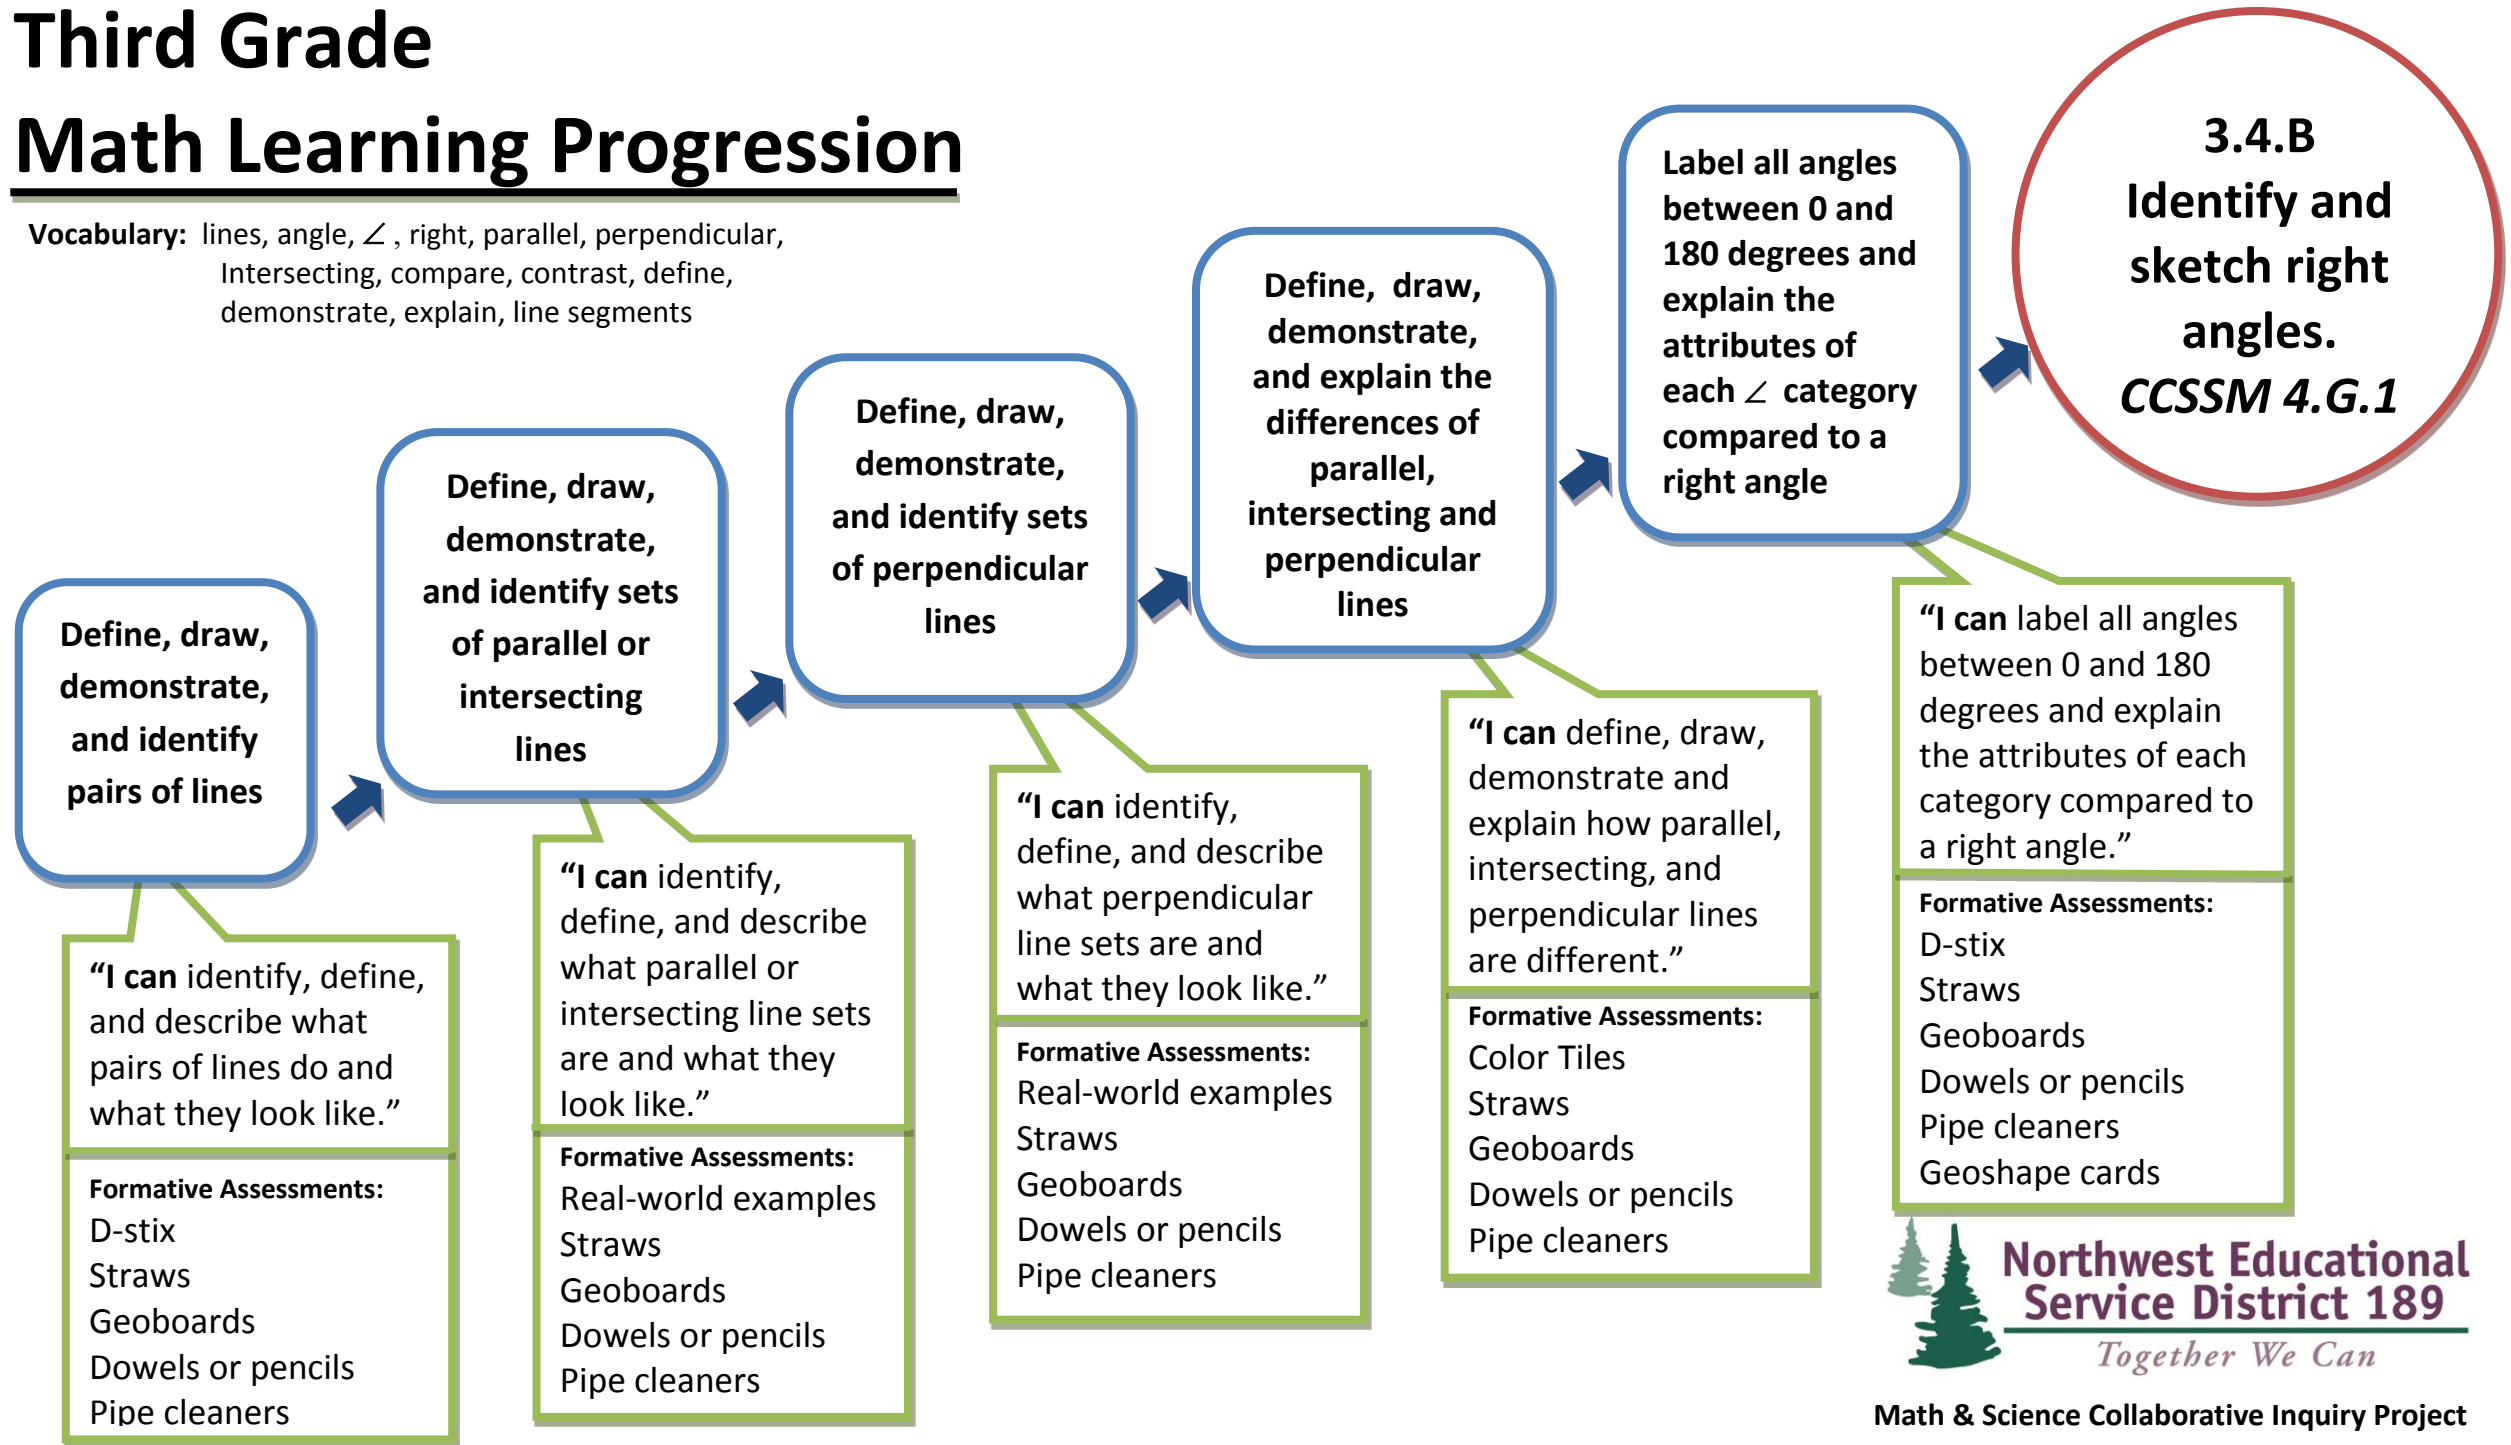 Third Grade
Math Learning Progression
Vocabulary: lines, angle, ∠ , right, parallel, perpendicular,
Intersecting, compare, contrast, define,
demonstrate, explain, line segments
Define, draw,
demonstrate,
and identify
pairs of lines
"I can identify, define,
and describe what
pairs of lines do and
what they look like."
Formative Assessments:
D-stix
Straws
Geoboards
Dowels or pencils
Pipe cleaners
Define, draw,
demonstrate,
and identify sets
of parallel or
intersecting
lines
"I can identify,
define, and describe
what parallel or
intersecting line sets
are and what they
look like."
Formative Assessments:
Real-world examples
Straws
Geoboards
Dowels or pencils
Pipe cleaners
Define, draw,
demonstrate,
and identify sets
of perpendicular
lines
"I can identify,
define, and describe
what perpendicular
line sets are and
what they look like."
Formative Assessments:
Real-world examples
Straws
Geoboards
Dowels or pencils
Pipe cleaners
Define, draw,
demonstrate,
and explain the
differences of
parallel,
intersecting and
perpendicular
lines
"I can define, draw,
demonstrate and
explain how parallel,
intersecting, and
perpendicular lines
are different."
Formative Assessments:
Color Tiles
Straws
Geoboards
Dowels or pencils
Pipe cleaners
Label all angles
between 0 and
180 degrees and
explain the
attributes of
each ∠ category
compared to a
right angle
"I can label all angles
between 0 and 180
degrees and explain
the attributes of each
category compared to
a right angle."
Formative Assessments:
D-stix
Straws
Geoboards
Dowels or pencils
Pipe cleaners
Geoshape cards
3.4.B
Identify and
sketch right
angles.
CCSSM 4.G.1
Northwest Educational
Service District 189
Together We Can
Math & Science Collaborative Inquiry Project